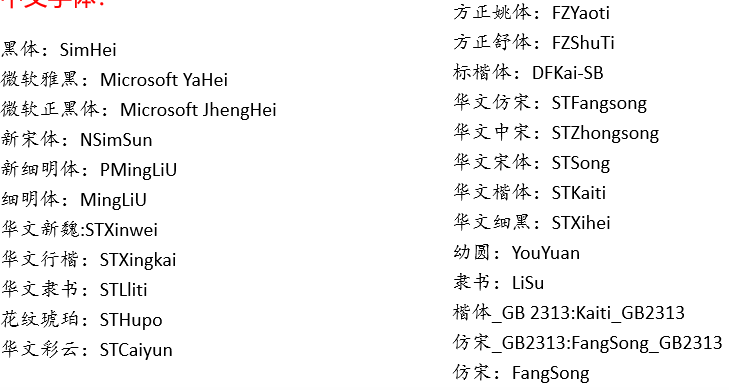 中文字体：
黑体：SimHei
微软雅黑：Microsoft YaHei
微软正黑体：Microsoft JhengHei
新宋体：NSimSun
新细明体：PMingLiU
细明体：MingLiU
华文新魏:STXinwei
华文行楷：STXingkai
华文隶书：STLliti
花纹琥珀：STHupo
华文彩云：STCaiyun
方正姚体：FZYaoti
方正舒体：FZShuTi
标楷体：DFKai-SB
华文仿宋：STFangsong
华文中宋：STZhongsong
华文宋体：STSong
华文楷体：STKaiti
华文细黑：STXihei
幼圆：YouYuan
隶书：LiSu
楷体_GB 2313:Kaiti_GB2313
仿宋_GB2313:FangSong_GB2313
仿宋：FangSong